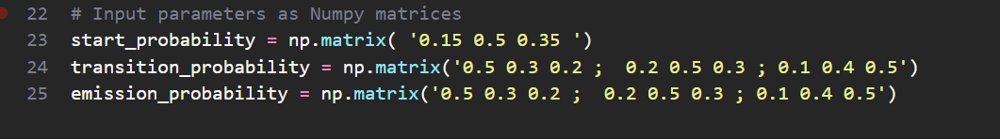 22 # Input parameters as Numpy matrices
23 start_probability = np.matrix( '0.15 0.5 0.35 ')
24 transition_probability = np.matrix('0.5 0.3 0.2 ;  0.2 0.5 0.3 ; 0.1 0.4 0.5')
25 emission_probability = np.matrix('0.5 0.3 0.2 ;  0.2 0.5 0.3 ; 0.1 0.4 0.5')